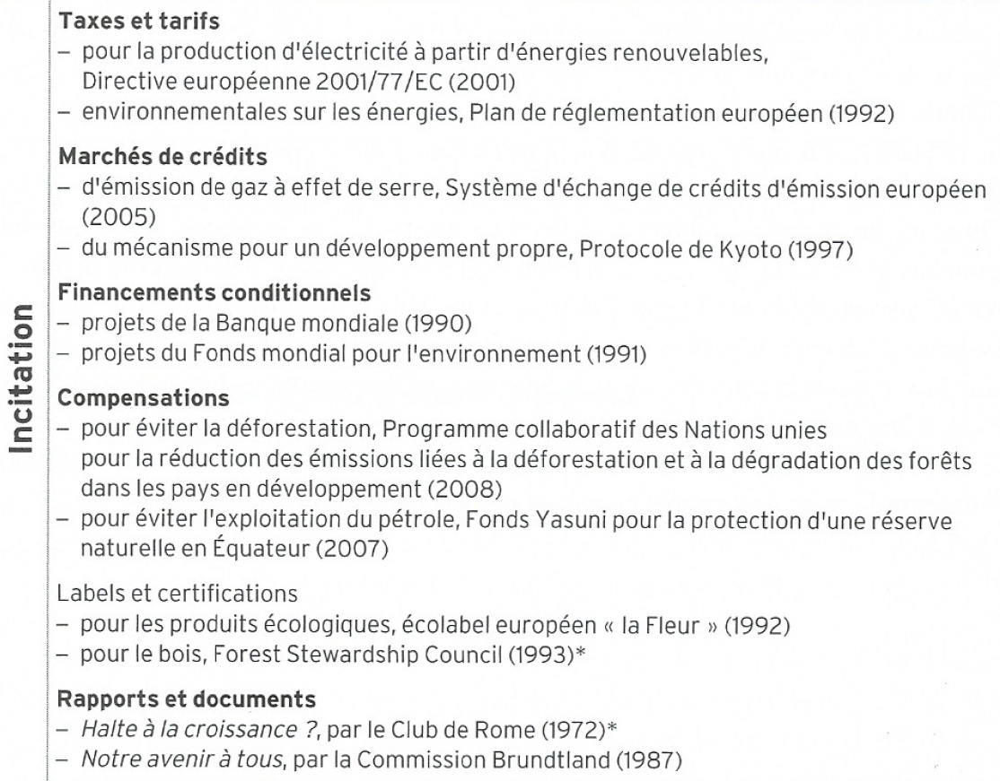 Incitation
Taxes et tarifs
– pour la production d'électricité à partir d'énergies renouvelables,
Directive européenne 2001/77/EC (2001)
– environnementales sur les énergies, Plan de réglementation européen (1992)
Marchés de crédits
– d'émission de gaz à effet de serre, Système d'échange de crédits d'émission européen
(2005)
– du mécanisme pour un développement propre, Protocole de Kyoto (1997)
Financements conditionnels
– projets de la Banque mondiale (1990)
– projets du Fonds mondial pour l'environnement (1991)
Compensations
– pour éviter la déforestation, Programme collaboratif des Nations unies
pour la réduction des émissions liées à la déforestation et à la dégradation des forêts
dans les pays en développement (2008)
– pour éviter l'exploitation du pétrole, Fonds Yasuni pour la protection d'une réserve
naturelle en Équateur (2007)
Labels et certifications
– pour les produits écologiques, écolabel européen « la Fleur » (1992)
– pour le bois, Forest Stewardship Council (1993)*
Rapports et documents
– Halte à la croissance ?, par le Club de Rome (1972)*
– Notre avenir à tous, par la Commission Brundtland (1987)